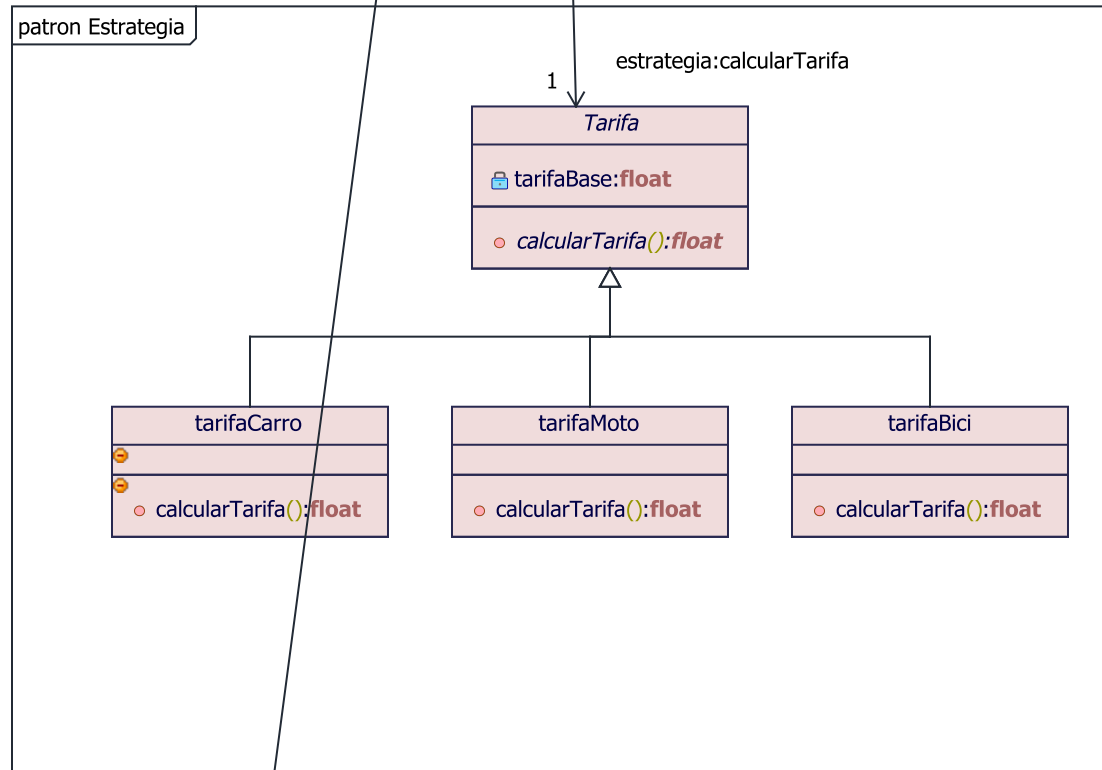 patron Estrategia
estrategia:calcularTarifa
1
Tarifa
tarifaBase:float
calcularTarifa():float
tarifaCarro
calcularTarifa():float
tarifaMoto
calcularTarifa():float
tarifaBici
calcularTarifa():float